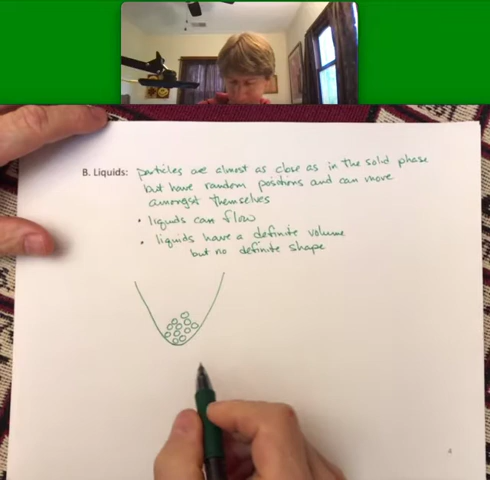 B. Liquids: particles are almost as close as in the solid phase
but have random positions and can move
amongst themselves
• liquids can flow
• liquids have a definite volume
but no definite shape
4